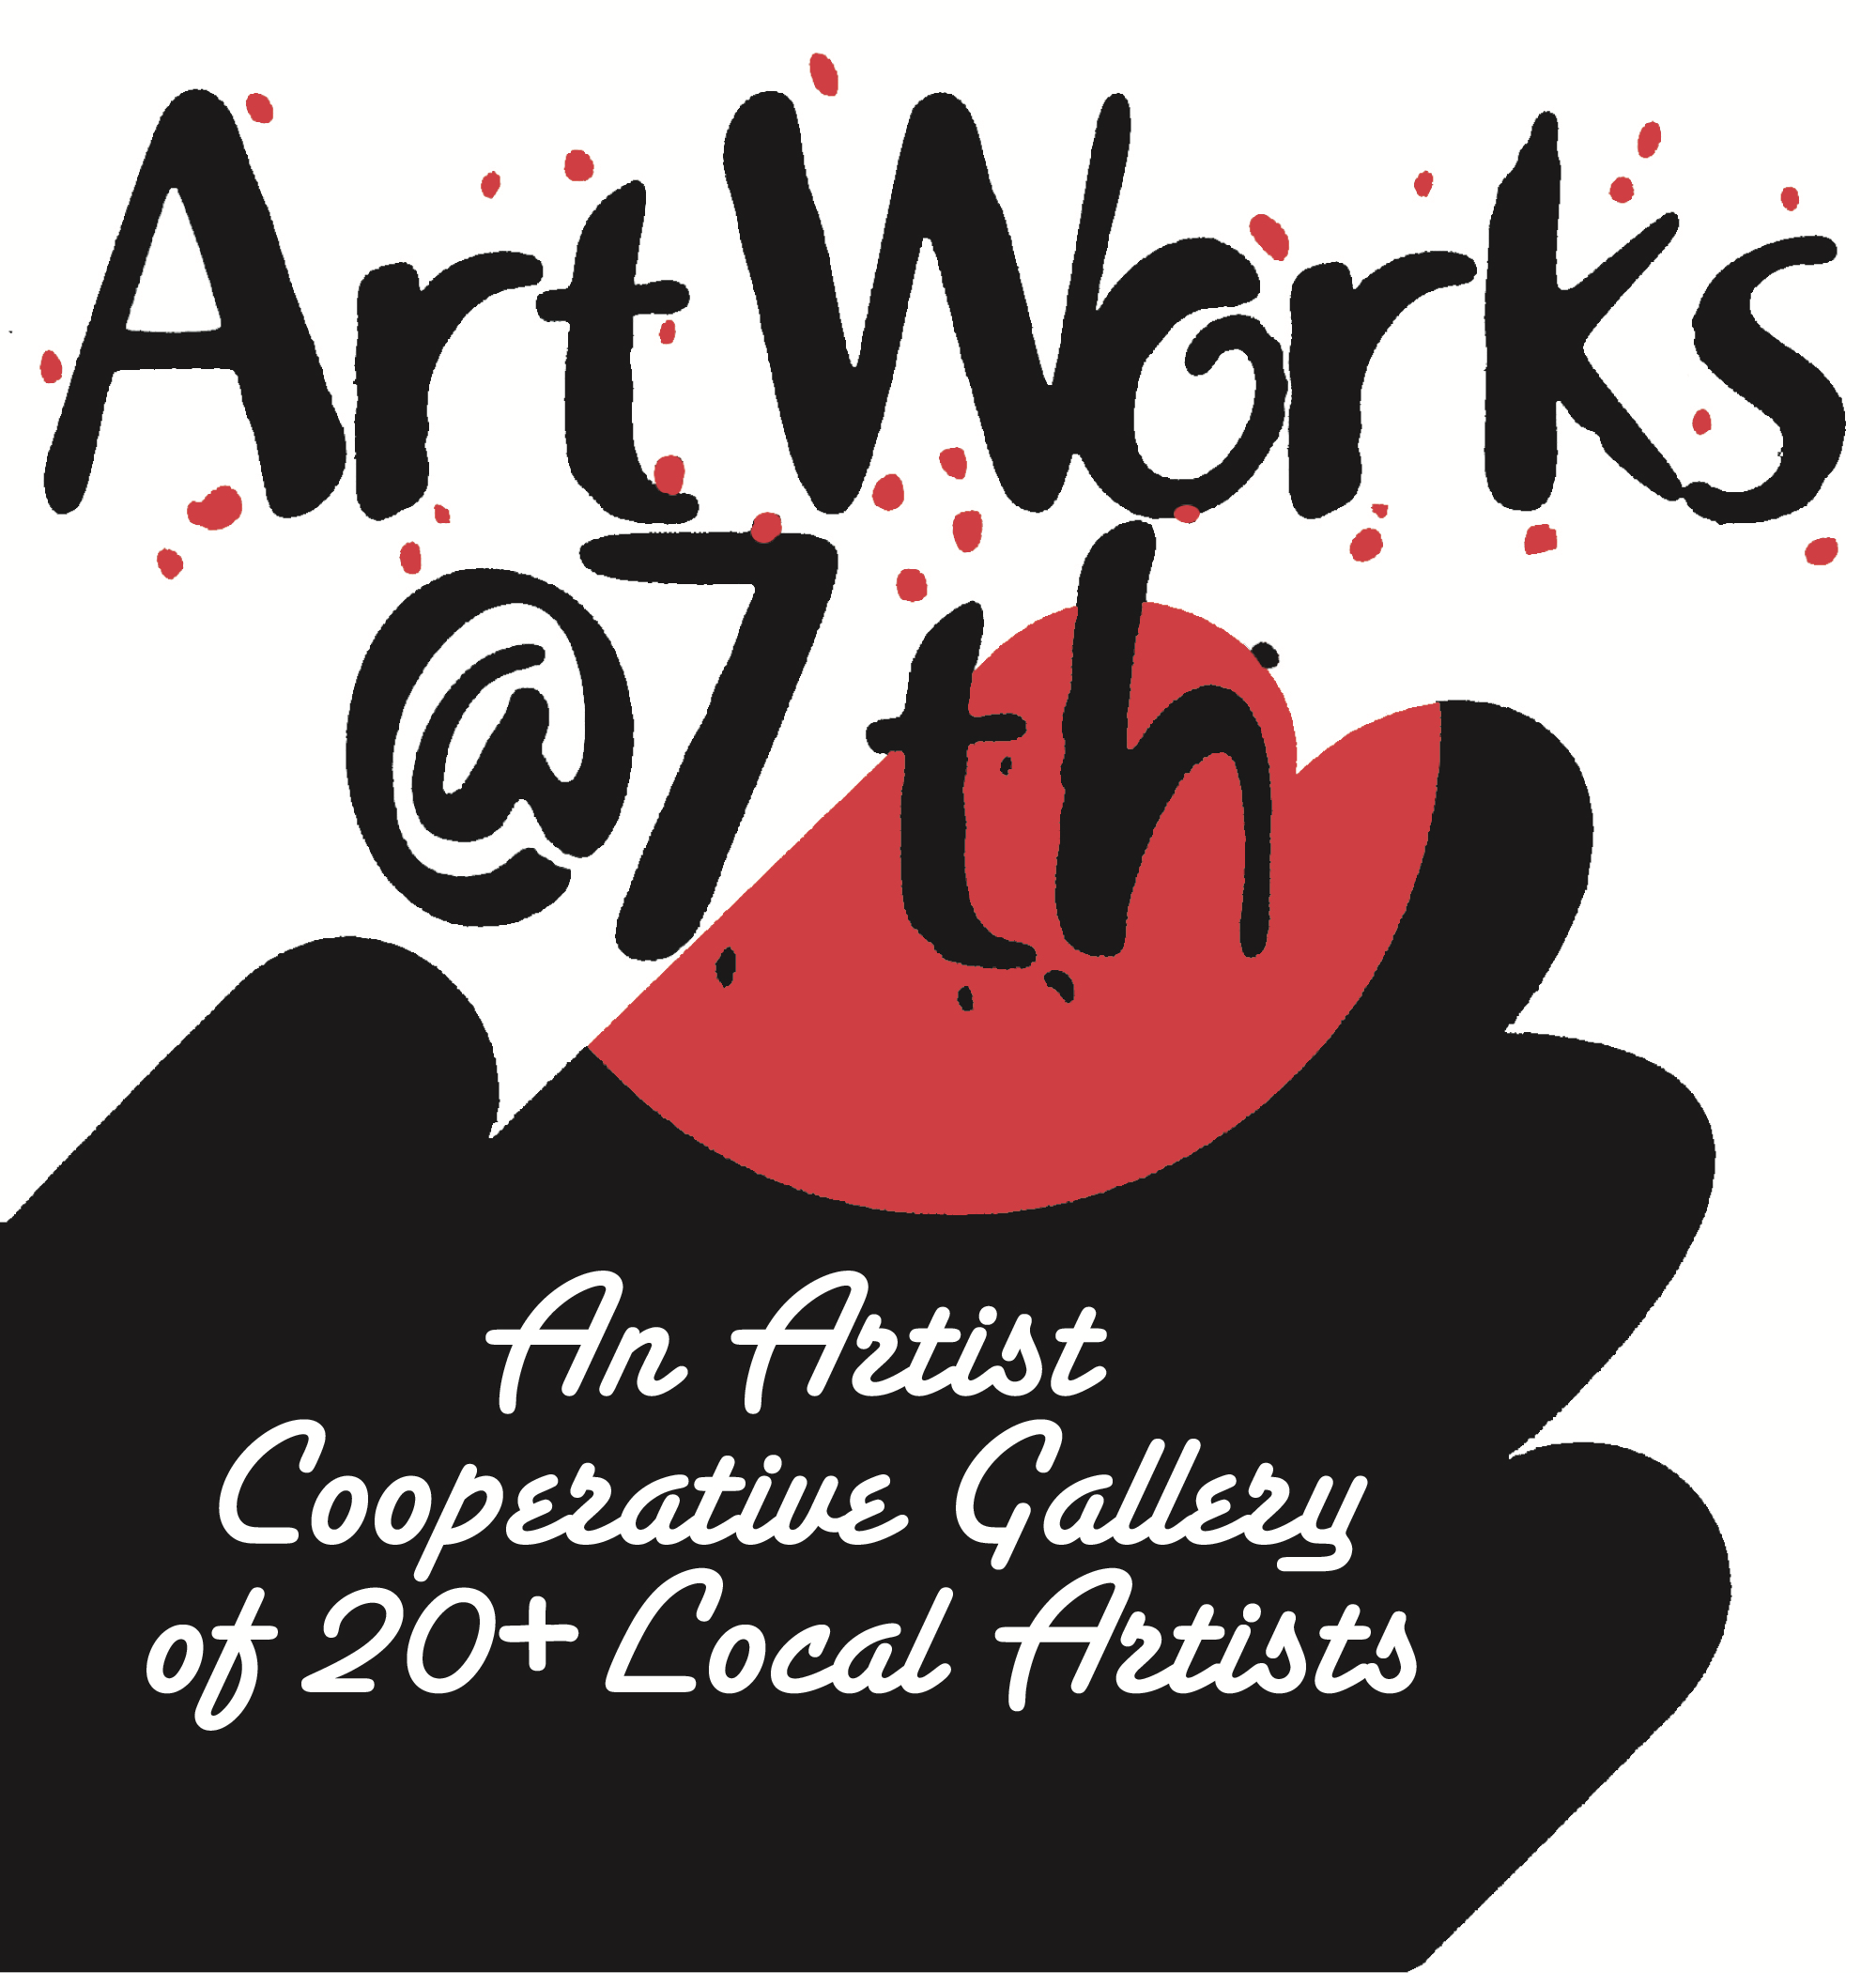 ArtWorks
@7th
An Artist
Cooperative Gallery
of 20+ Local Artists